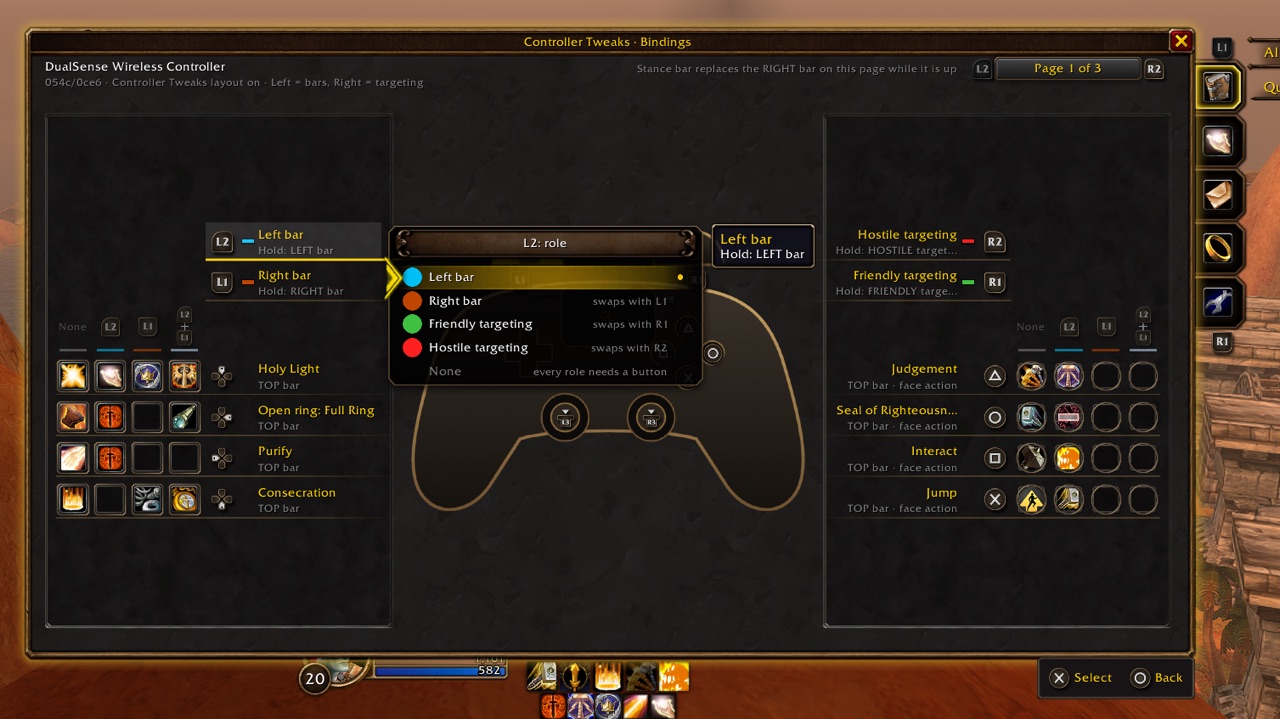 Controller Tweaks · Bindings
DualSense Wireless Controller
054c/0ce6 · Controller Tweaks layout on · Left = bars, Right = targeting
Stance bar replaces the RIGHT bar on this page while it is up
L2
Page 1 of 3
R2
L1
L2
Left bar
Hold: LEFT bar
L1
Right bar
Hold: RIGHT bar
L2: role
Left bar
Right bar
swaps with L1
Friendly targeting
swaps with R1
Hostile targeting
swaps with R2
None
every role needs a button
Left bar
Hold: LEFT bar
Hostile targeting
Hold: HOSTILE target...
R2
Friendly targeting
Hold: FRIENDLY targe...
R1
R1
None
L2
L1
L2
+
L1
Holy Light
TOP bar
Open ring: Full Ring
TOP bar
Purify
TOP bar
Consecration
TOP bar
L3
R3
None
L2
L1
L2
+
L1
Judgement
TOP bar · face action
Seal of Righteousn...
TOP bar · face action
Interact
TOP bar · face action
Jump
TOP bar · face action
20
582
Select
Back